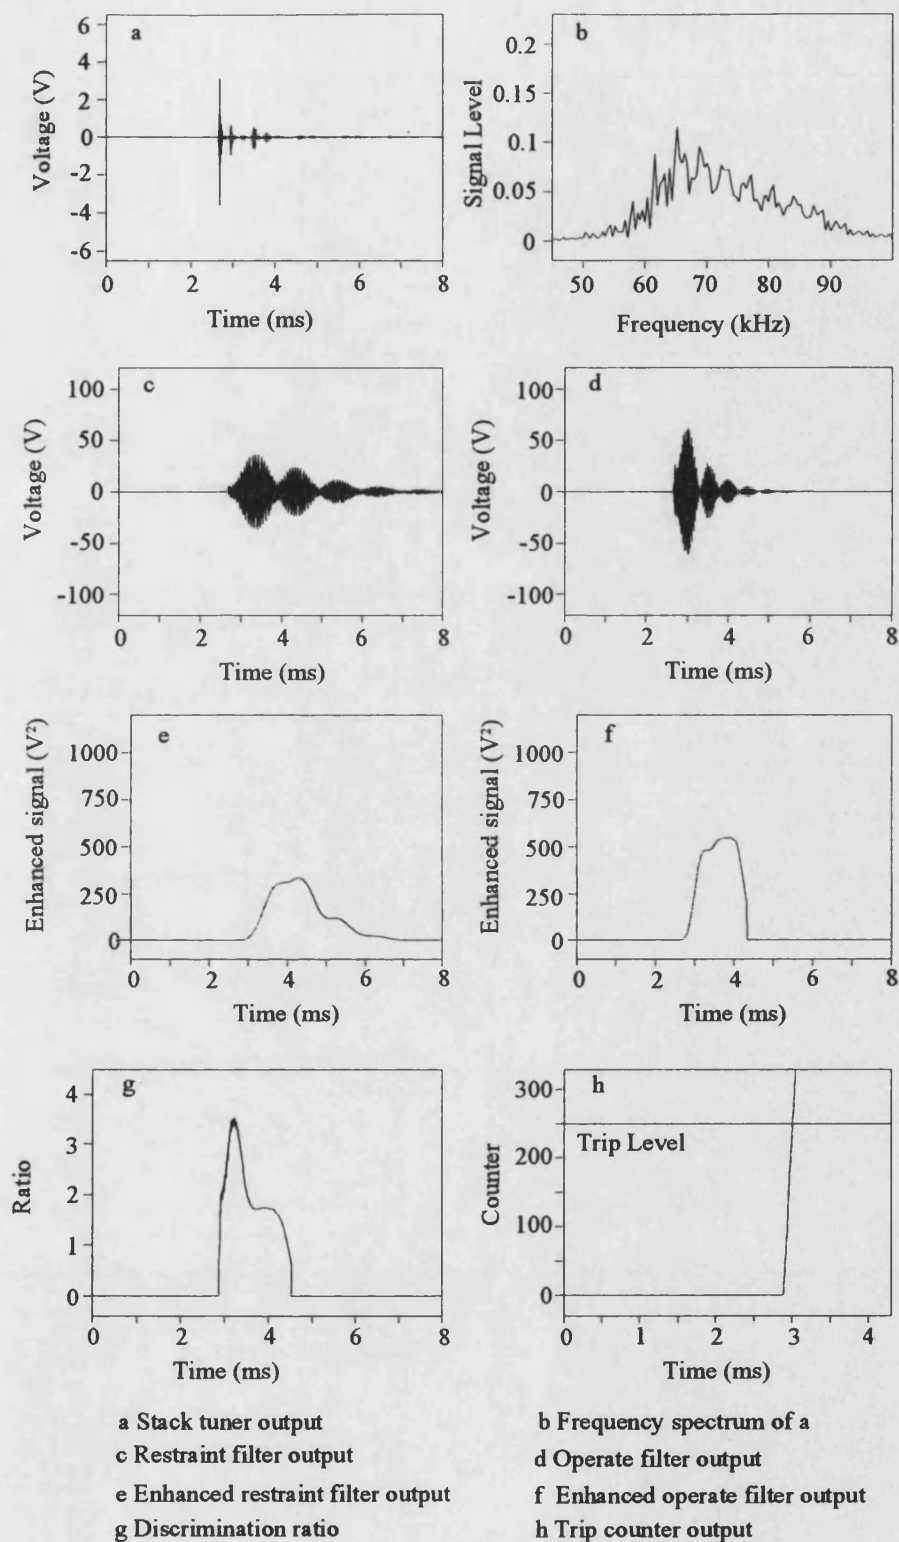 a
6
4
2
0
-2
-4
-6
Voltage (V)
0 2 4 6 8
Time (ms)
b
0.2
0.15
0.1
0.05
0
Signal Level
50 60 70 80 90
Frequency (kHz)
c
100
50
0
-50
-100
Voltage (V)
0 2 4 6 8
Time (ms)
d
100
50
0
-50
-100
Voltage (V)
0 2 4 6 8
Time (ms)
e
1000
750
500
250
0
Enhanced signal (V²)
0 2 4 6 8
Time (ms)
f
1000
750
500
250
0
Enhanced signal (V²)
0 2 4 6 8
Time (ms)
g
4
3
2
1
0
Ratio
0 2 4 6 8
Time (ms)
h
300
200
100
0
Counter
Trip Level
0 1 2 3 4
Time (ms)
a Stack tuner output
b Frequency spectrum of a
c Restraint filter output
d Operate filter output
e Enhanced restraint filter output
f Enhanced operate filter output
g Discrimination ratio
h Trip counter output